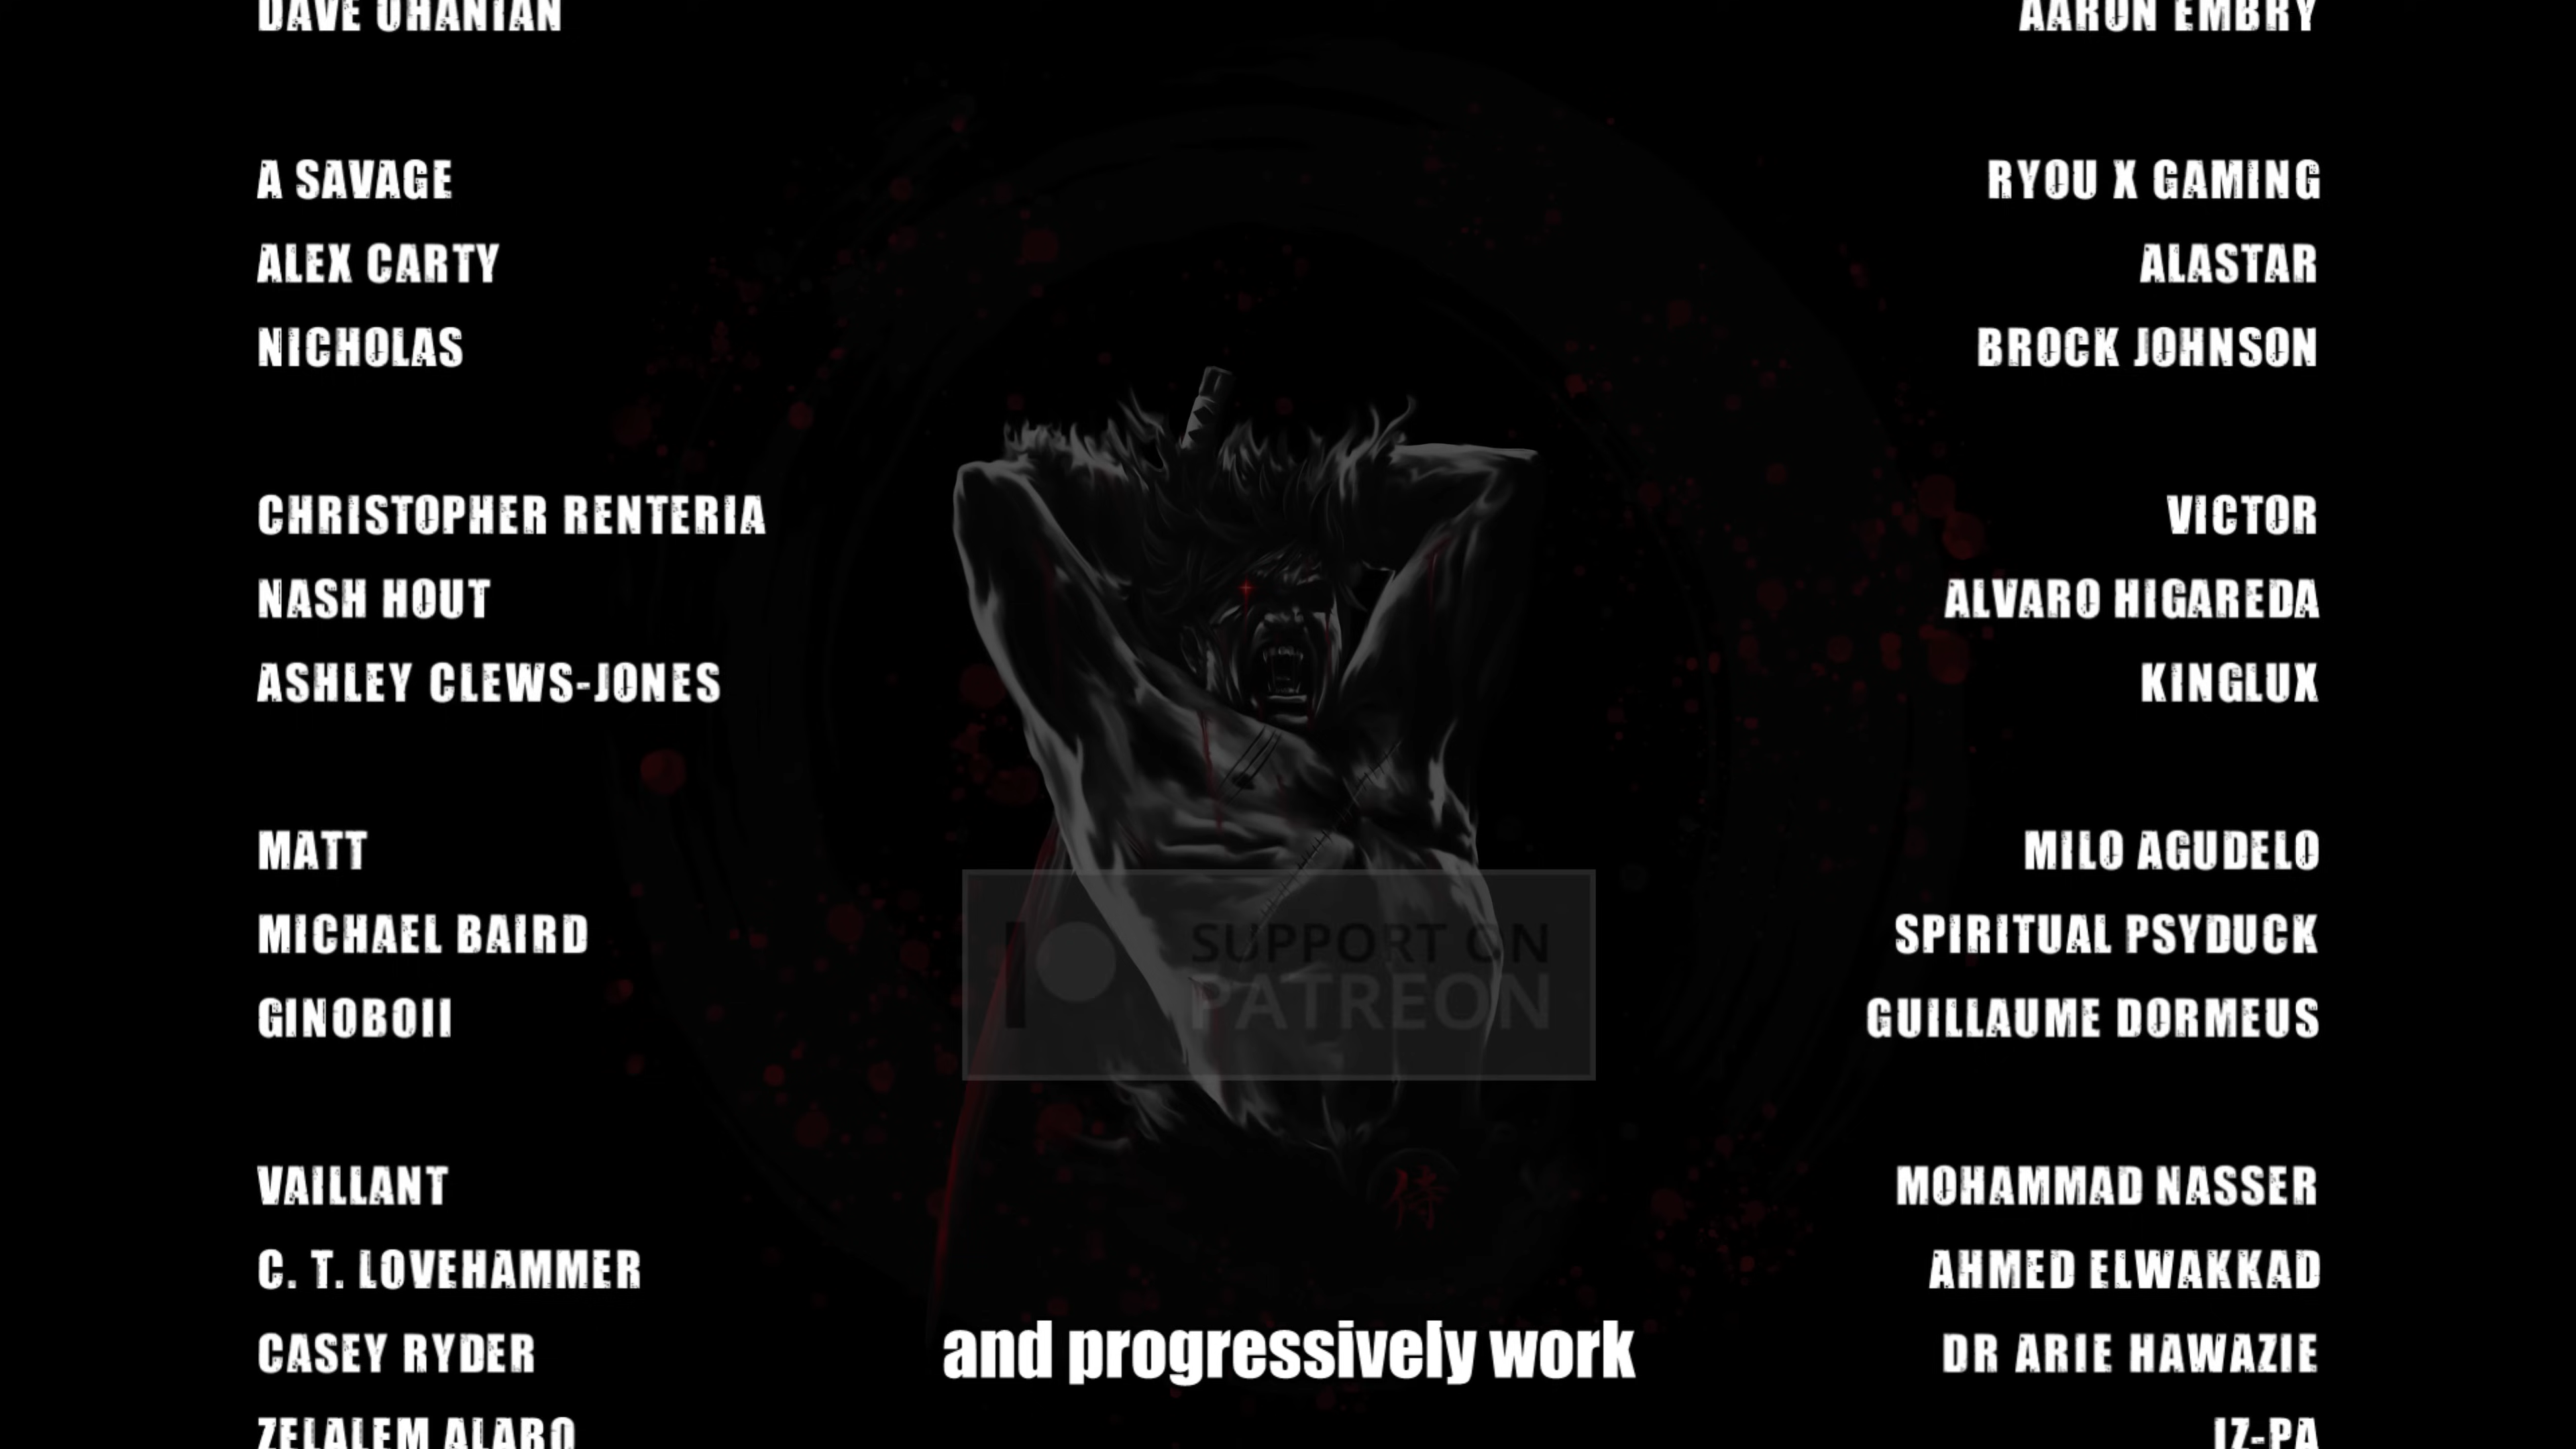 DAVE OHANIAN
A SAVAGE
ALEX CARTY
NICHOLAS
CHRISTOPHER RENTERIA
NASH HOUT
ASHLEY CLEWS-JONES
MATT
MICHAEL BAIRD
GINOBOII
VAILLANT
C. T. LOVEHAMMER
CASEY RYDER
ZELALEM ALARO
SUPPORT ON
PATREON
侍
and progressively work
AARON EMBRY
RYOU X GAMING
ALASTAR
BROCK JOHNSON
VICTOR
ALVARO HIGAREDA
KINGLUX
MILO AGUDELO
SPIRITUAL PSYDUCK
GUILLAUME DORMEUS
MOHAMMAD NASSER
AHMED ELWAKKAD
DR ARIE HAWAZIE
IZ-PA